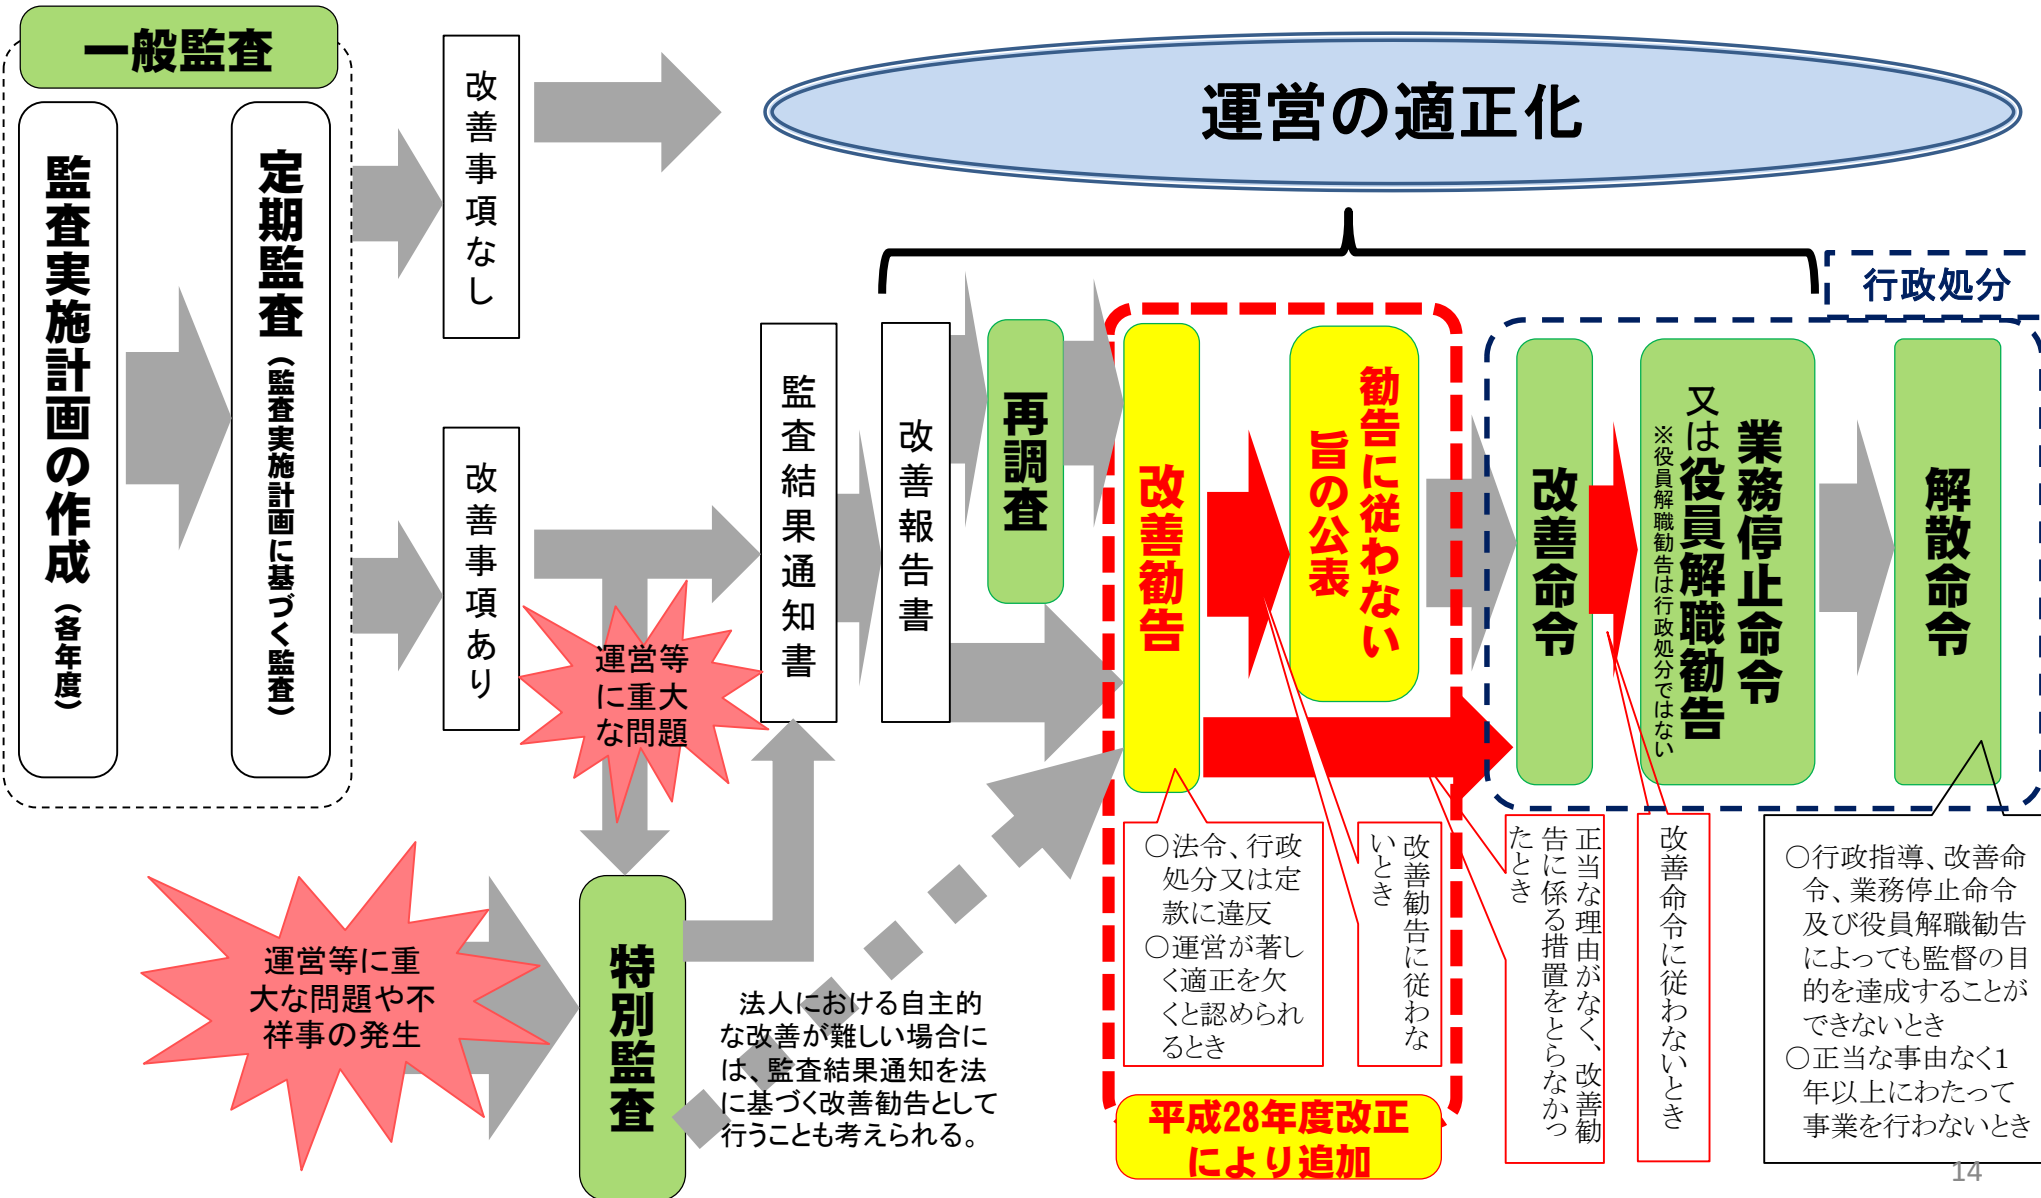 一般監査
監査実施計画の作成（各年度）
定期監査（監査実施計画に基づく監査）
改善事項なし
運営の適正化
改善事項あり
運営等
に重大
な問題
監査結果通知書
改善報告書
再調査
改善勧告
勧告に従わない
旨の公表
行政処分
改善命令
業務停止命令
又は役員解職勧告
※役員解職勧告は行政処分ではない
解散命令
運営等に重
大な問題や不
祥事の発生
特別監査
法人における自主的
な改善が難しい場合に
は、監査結果通知を法
に基づく改善勧告として
行うことも考えられる。
○法令、行政
処分又は定
款に違反
○運営が著し
く適正を欠
くと認められ
るとき
改善勧告に従わな
いとき
正当な理由がなく、改善勧
告に係る措置をとらなかっ
たとき
改善命令に従わないとき
○行政指導、改善命
令、業務停止命令
及び役員解職勧告
によっても監督の目
的を達成することが
できないとき
○正当な事由なく1
年以上にわたって
事業を行わないとき
平成28年度改正
により追加
14